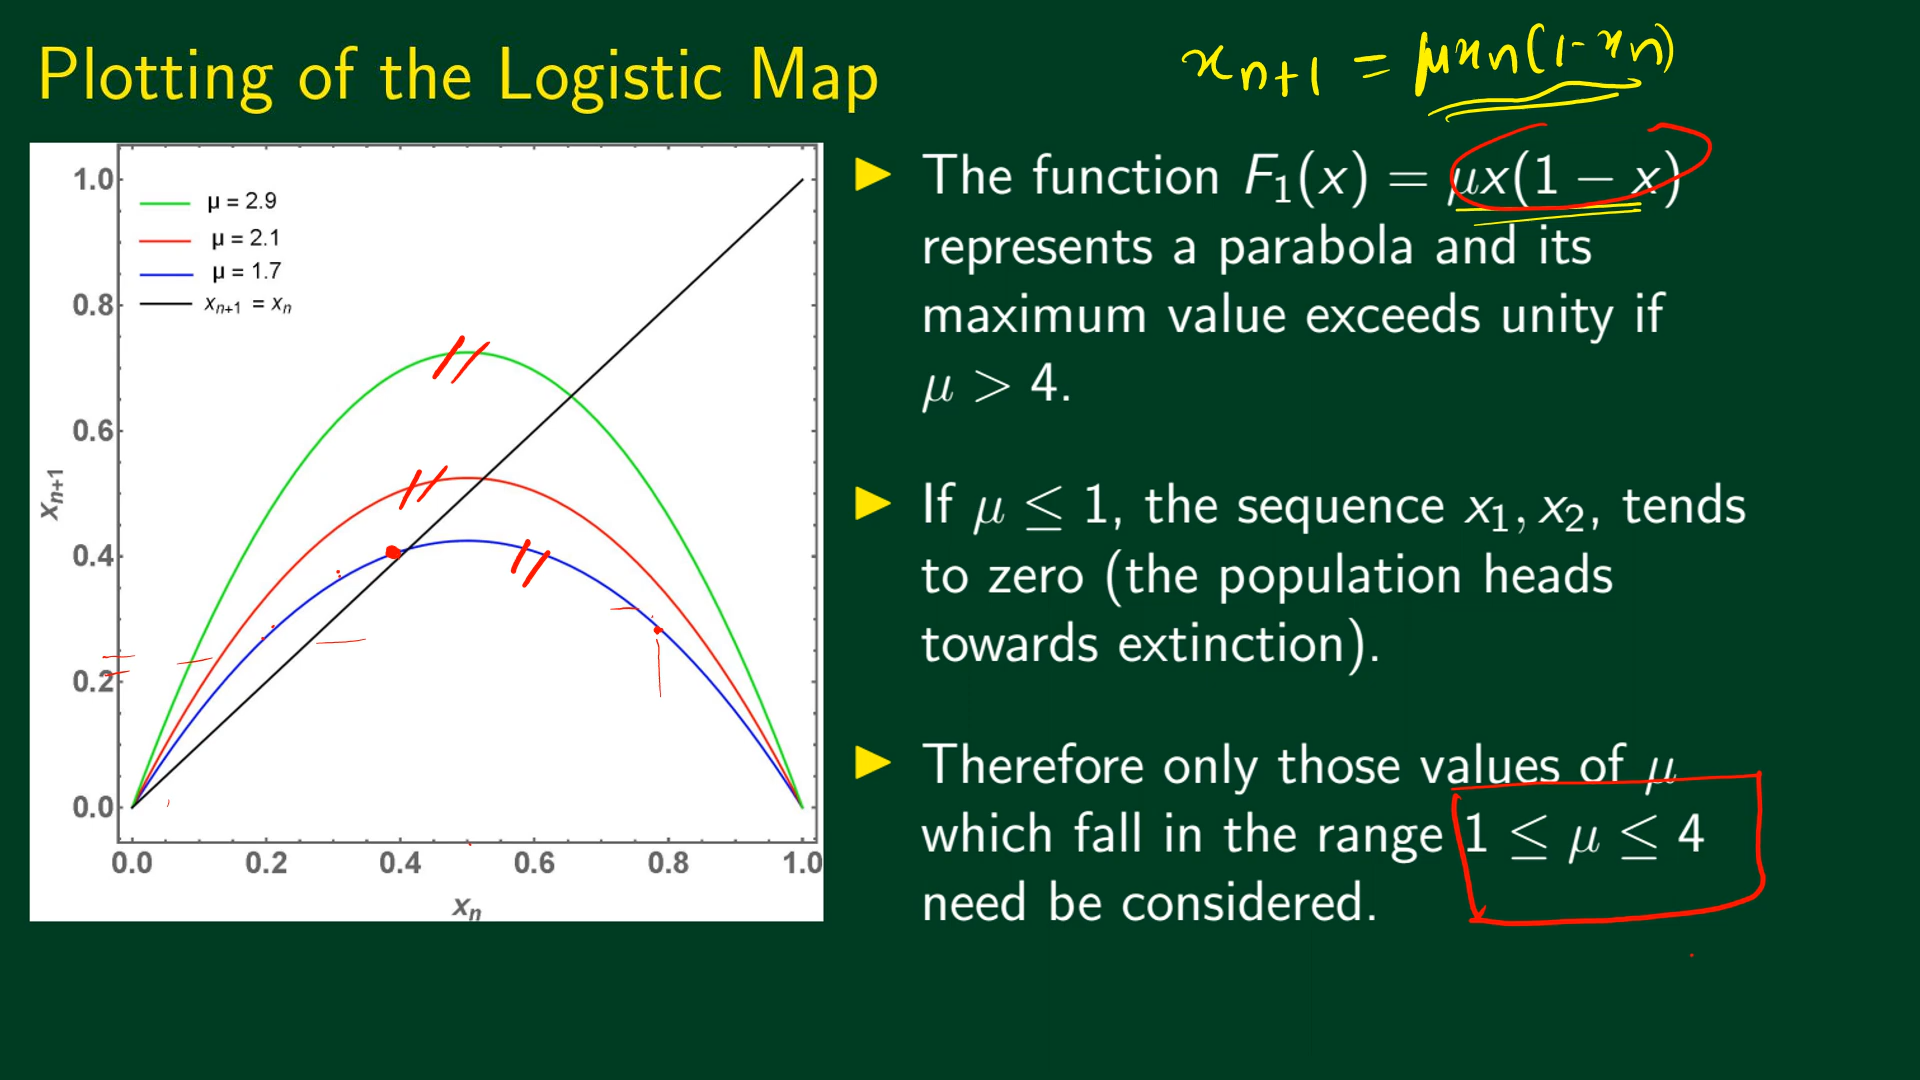 Plotting of the Logistic Map
xₙ₊₁ = μxₙ(1-xₙ)
1.0
0.8
0.6
0.4
0.2
0.0
xₙ₊₁
μ = 2.9
μ = 2.1
μ = 1.7
xₙ₊₁ = xₙ
0.0 0.2 0.4 0.6 0.8 1.0
xₙ
▶ The function F₁(x) = μx(1 − x)
represents a parabola and its
maximum value exceeds unity if
μ > 4.
▶ If μ ≤ 1, the sequence x₁, x₂, tends
to zero (the population heads
towards extinction).
▶ Therefore only those values of μ
which fall in the range 1 ≤ μ ≤ 4
need be considered.